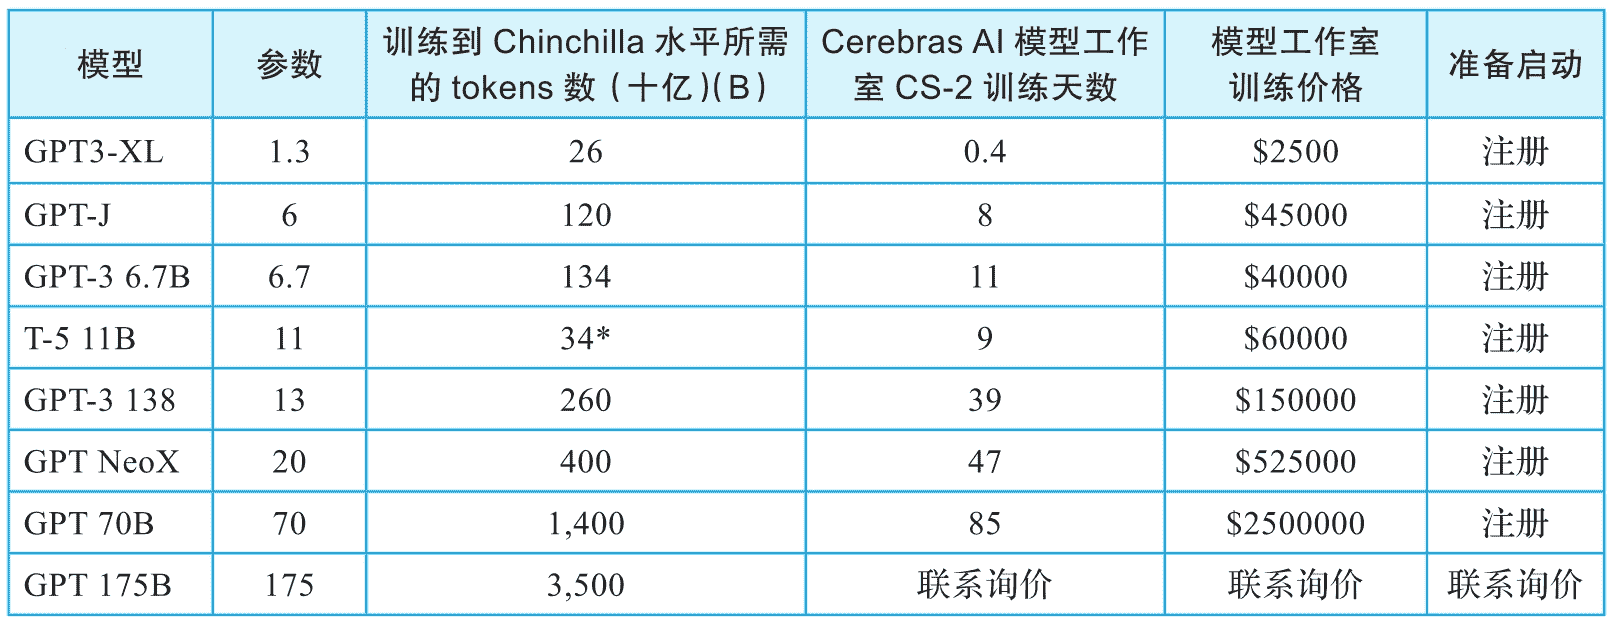 模型 参数 训练到 Chinchilla 水平所需的 tokens 数（十亿）(B) Cerebras AI 模型工作室 CS-2 训练天数 模型工作室训练价格 准备启动
GPT3-XL 1.3 26 0.4 $2500 注册
GPT-J 6 120 8 $45000 注册
GPT-3 6.7B 6.7 134 11 $40000 注册
T-5 11B 11 34* 9 $60000 注册
GPT-3 138 13 260 39 $150000 注册
GPT NeoX 20 400 47 $525000 注册
GPT 70B 70 1,400 85 $2500000 注册
GPT 175B 175 3,500 联系询价 联系询价 联系询价